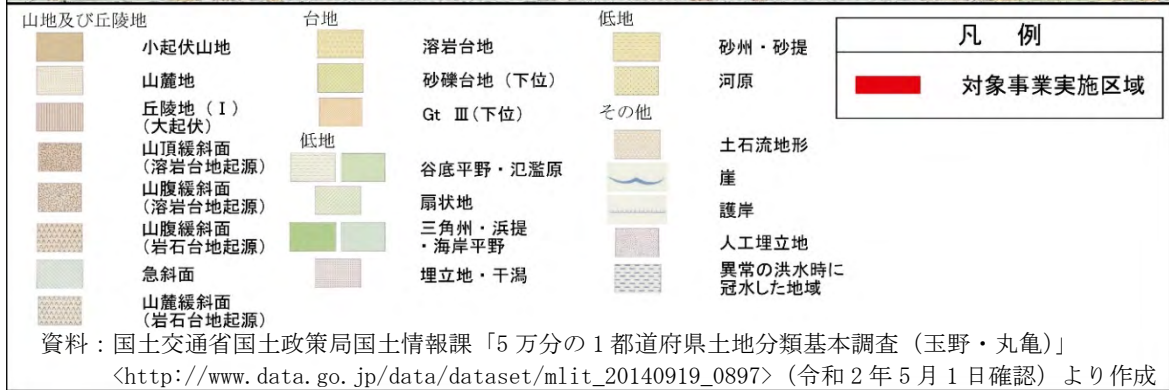 山地及び丘陵地
小起伏山地
山麓地
丘陵地（Ⅰ）
（大起伏）
山頂緩斜面
（溶岩台地起源）
山腹緩斜面
（溶岩台地起源）
山腹緩斜面
（岩石台地起源）
急斜面
山麓緩斜面
（岩石台地起源）
台地
溶岩台地
砂礫台地（下位）
Gt Ⅲ（下位）
低地
谷底平野・氾濫原
扇状地
三角州・浜提
・海岸平野
埋立地・干潟
低地
砂州・砂提
河原
その他
土石流地形
崖
護岸
人工埋立地
異常の洪水時に
冠水した地域
凡 例
対象事業実施区域
資料：国土交通省国土政策局国土情報課「5万分の1都道府県土地分類基本調査（玉野・丸亀）」
<http://www.data.go.jp/data/dataset/mlit_20140919_0897>（令和2年5月1日確認）より作成